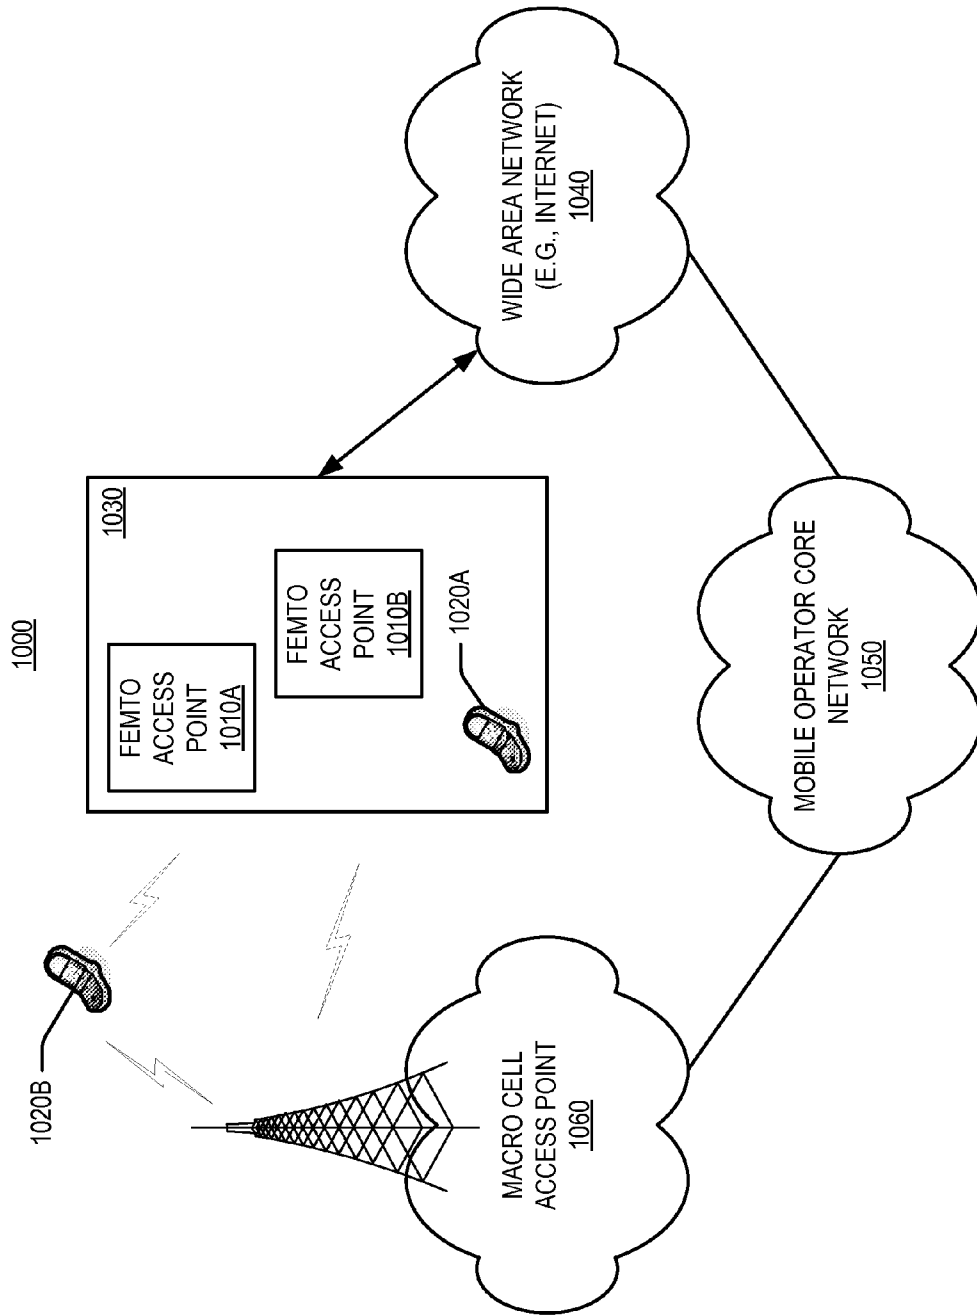 1000
1020B
1030
FEMTO
ACCESS
POINT
1010A
FEMTO
ACCESS
POINT
1010B
1020A
MACRO CELL
ACCESS POINT
1060
WIDE AREA NETWORK
(E.G., INTERNET)
1040
MOBILE OPERATOR CORE
NETWORK
1050